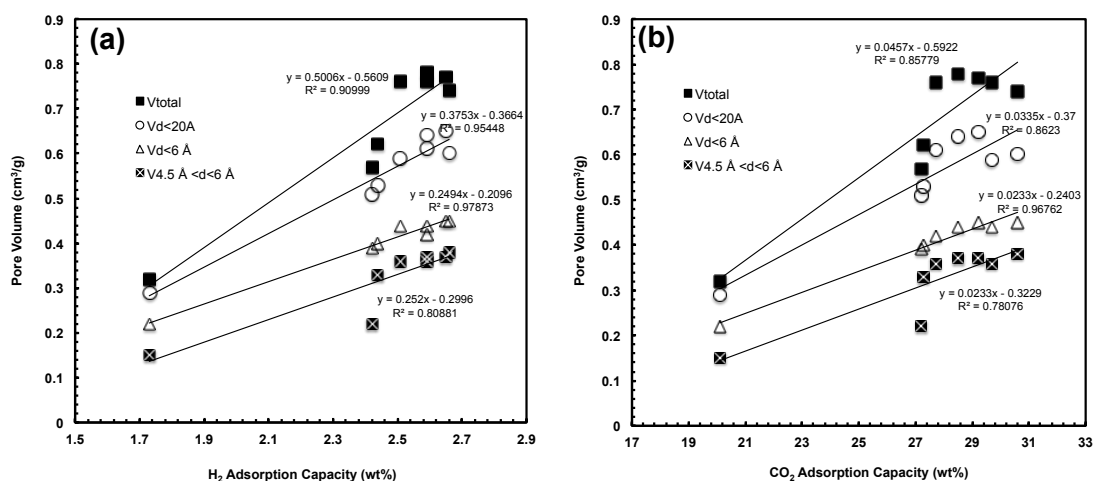 (a)
0.9
0.8
0.7
0.6
0.5
0.4
0.3
0.2
0.1
0
Pore Volume (cm³/g)
Vtotal
Vd<20A
Vd<6 Å
V4.5 Å <d<6 Å
y = 0.5006x - 0.5609
R² = 0.90999
y = 0.3753x - 0.3664
R² = 0.95448
y = 0.2494x - 0.2096
R² = 0.97873
y = 0.252x - 0.2996
R² = 0.80881
1.5 1.7 1.9 2.1 2.3 2.5 2.7 2.9
H₂ Adsorption Capacity (wt%)
(b)
0.9
0.8
0.7
0.6
0.5
0.4
0.3
0.2
0.1
0
Pore Volume (cm³/g)
Vtotal
Vd<20A
Vd<6 Å
V4.5 Å <d<6 Å
y = 0.0457x - 0.5922
R² = 0.85779
y = 0.0335x - 0.37
R² = 0.8623
y = 0.0233x - 0.2403
R² = 0.96762
y = 0.0233x - 0.3229
R² = 0.78076
17 19 21 23 25 27 29 31 33
CO₂ Adsorption Capacity (wt%)